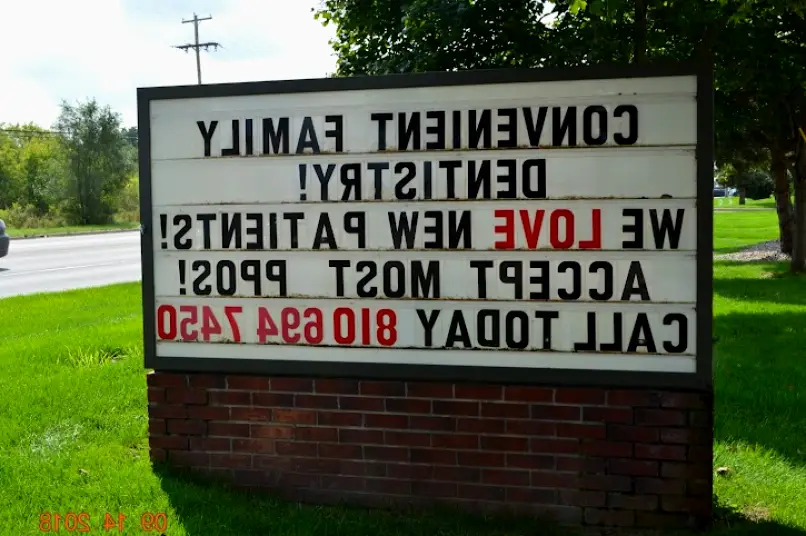 CONVENIENT FAMILY
DENTISTRY!
WE LOVE NEW PATIENTS!
ACCEPT MOST PPOS!
CALL TODAY 810 694 7450
09 14 2018